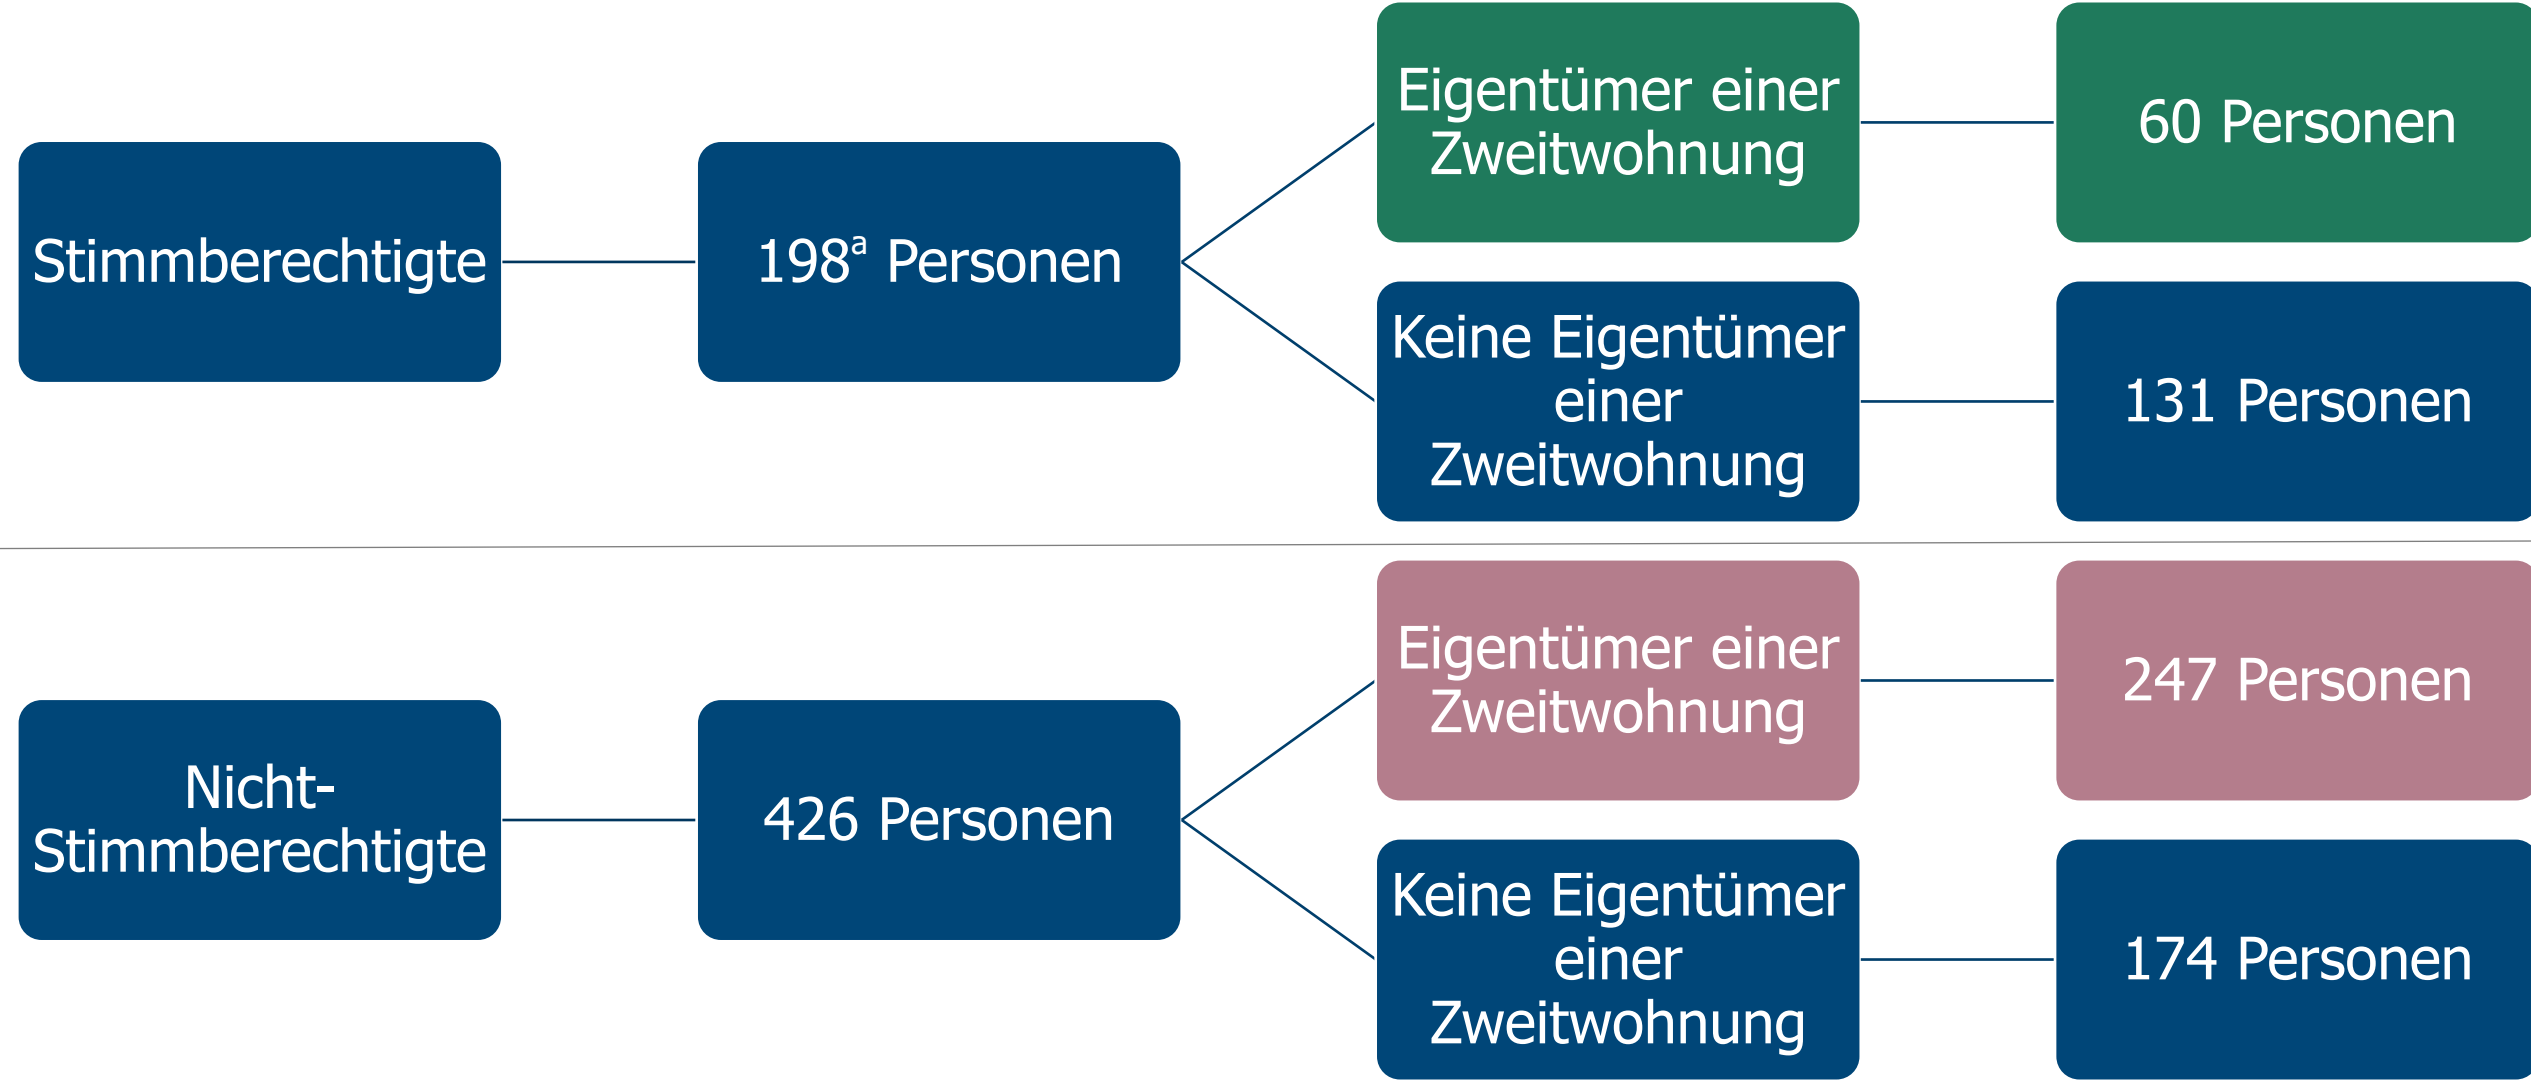 Stimmberechtigte
198ᵃ Personen
Eigentümer einer
Zweitwohnung
60 Personen
Keine Eigentümer
einer
Zweitwohnung
131 Personen
Nicht-
Stimmberechtigte
426 Personen
Eigentümer einer
Zweitwohnung
247 Personen
Keine Eigentümer
einer
Zweitwohnung
174 Personen